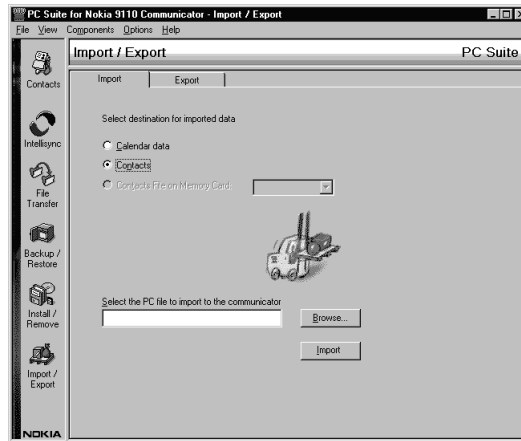 PC Suite for Nokia 9110 Communicator - Import / Export
File View Components Options Help
Import / Export PC Suite
Contacts
Intellisync
File
Transfer
Backup /
Restore
Install /
Remove
Import /
Export
NOKIA
Import Export
Select destination for imported data
Calendar data
Contacts
Contacts File on Memory Card:
Select the PC file to import to the communicator
Browse...
Import